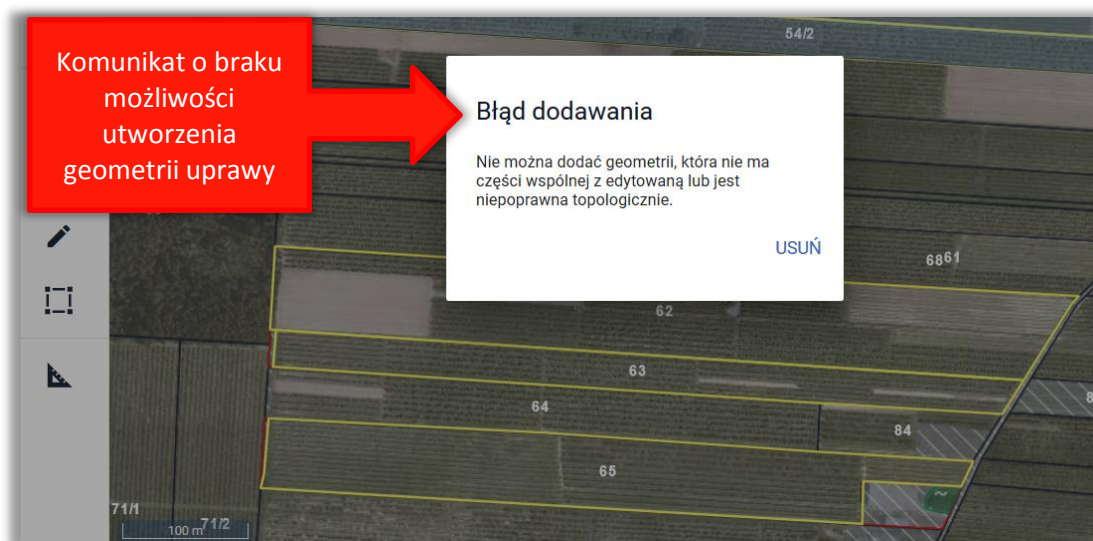 54/2
Komunikat o braku
możliwości
utworzenia
geometrii uprawy
Błąd dodawania
Nie można dodać geometrii, która nie ma
części wspólnej z edytowaną lub jest
niepoprawna topologicznie.
USUŃ
6861
62
63
64
84
65
71/1
71/2
100 m